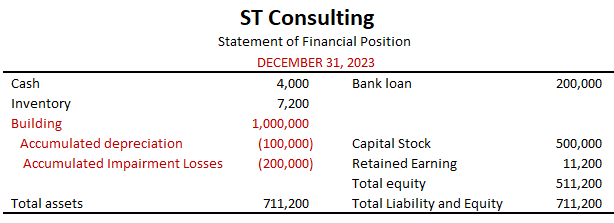 ST Consulting
Statement of Financial Position
DECEMBER 31, 2023
Cash 4,000 Bank loan 200,000
Inventory 7,200
Building 1,000,000
Accumulated depreciation (100,000) Capital Stock 500,000
Accumulated Impairment Losses (200,000) Retained Earning 11,200
Total equity 511,200
Total assets 711,200 Total Liability and Equity 711,200